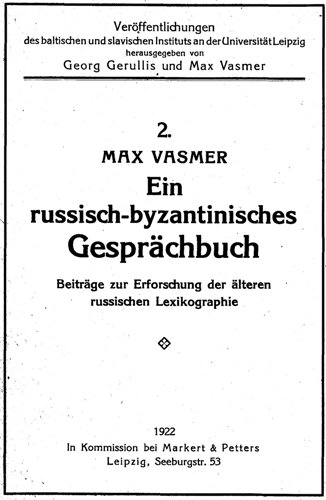 Veröffentlichungen
des baltischen und slavischen Instituts an der Universität Leipzig
herausgegeben von
Georg Gerullis und Max Vasmer
2.
MAX VASMER
Ein
russisch-byzantinisches
Gesprächbuch
Beiträge zur Erforschung der älteren
russischen Lexikographie
1922
In Kommission bei Markert & Petters
Leipzig, Seeburgstr. 53